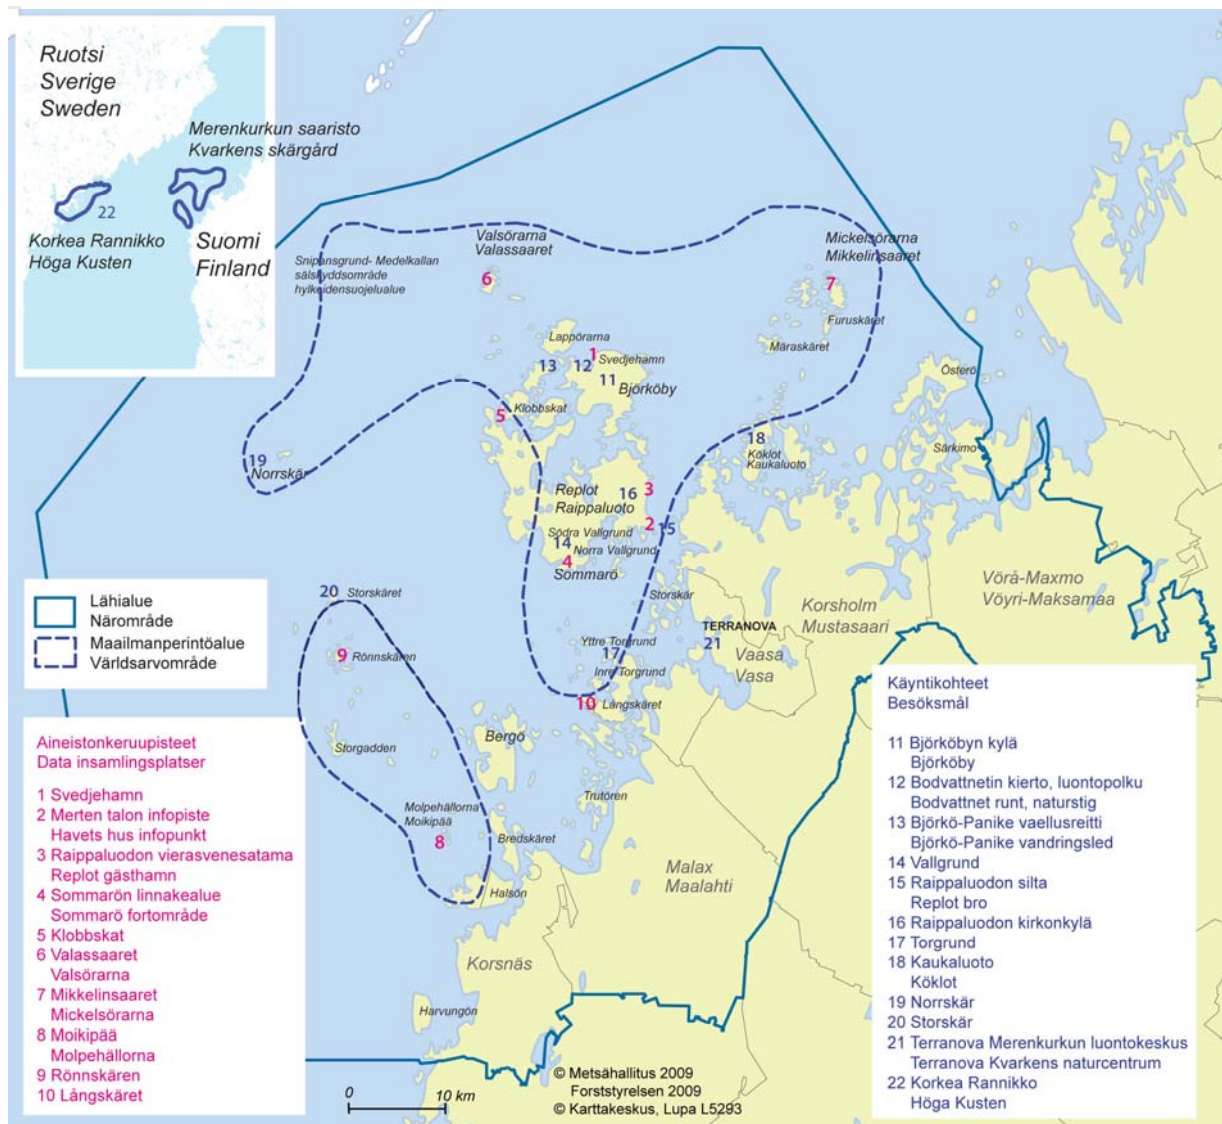 Ruotsi
Sverige
Sweden
Merenkurkun saaristo
Kvarkens skärgård
22
Korkea Rannikko
Höga Kusten
Suomi
Finland
Valsörarna
Valassaaret
6
Snipansgrund- Medelkallan
sälskyddsområde
hylkeidensuojelualue
Mickelsörarna
Mikkelinsaaret
7
Furuskäret
Märaskäret
Lappörarna
1
Svedjehamn
13
12
11
Björköby
5
Klobbskat
Österö
18
Köklot
Kaukaluoto
Särkimo
19
Norrskär
Replot
Raippaluoto
16
3
2
15
Södra Vallgrund
14
Norra Vallgrund
4
Sommarö
Storskär
Vörå-Maxmo
Vöyri-Maksamaa
Korsholm
Mustasaari
20
Storskäret
TERRANOVA
21
Vaasa
Vasa
Yttre Torgrund
17
Inre Torgrund
9
Rönnskären
10
Långskäret
Bergö
Storgadden
Trutören
Molpehällorna
Moikipää
8
Bredskäret
Malax
Maalahti
Halsön
Korsnäs
Harvungön
Lähialue
Närområde
Maailmanperintöalue
Världsarvområde
Aineistonkeruupisteet
Data insamlingsplatser
1 Svedjehamn
2 Merten talon infopiste
Havets hus infopunkt
3 Raippaluodon vierasvenesatama
Replot gästhamn
4 Sommarön linnakealue
Sommarö fortområde
5 Klobbskat
6 Valassaaret
Valsörarna
7 Mikkelinsaaret
Mickelsörarna
8 Moikipää
Molpehällorna
9 Rönnskären
10 Långskäret
0 10 km
© Metsähallitus 2009
Forststyrelsen 2009
© Karttakeskus, Lupa L5293
Käyntikohteet
Besöksmål
11 Björköbyn kylä
Björköby
12 Bodvattnetin kierto, luontopolku
Bodvattnet runt, naturstig
13 Björkö-Panike vaellusreitti
Björkö-Panike vandringsled
14 Vallgrund
15 Raippaluodon silta
Replot bro
16 Raippaluodon kirkonkylä
17 Torgrund
18 Kaukaluoto
Köklot
19 Norrskär
20 Storskär
21 Terranova Merenkurkun luontokeskus
Terranova Kvarkens naturcentrum
22 Korkea Rannikko
Höga Kusten